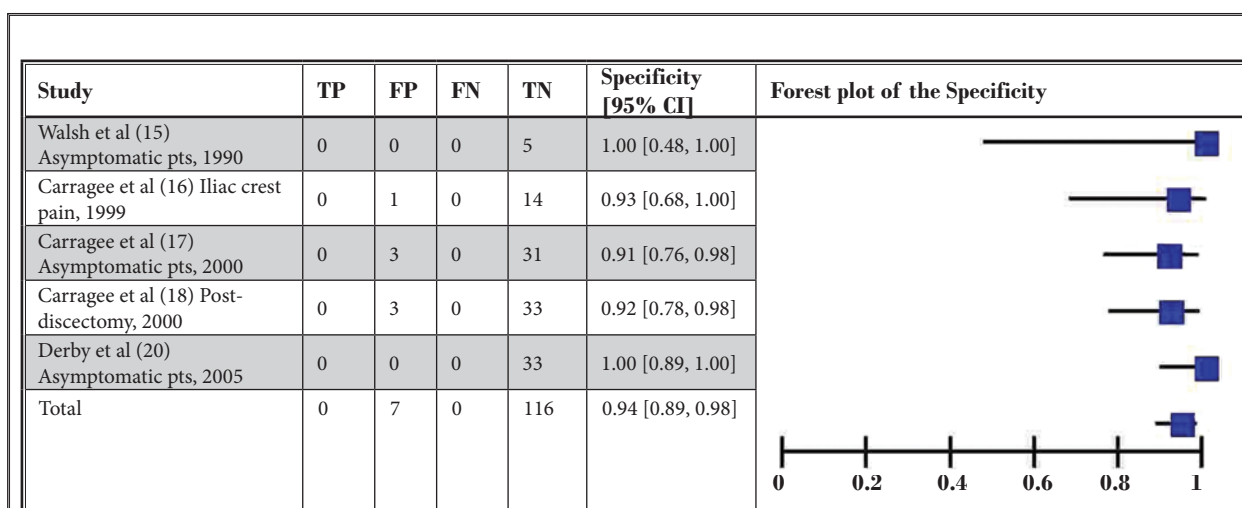 Study TP FP FN TN Specificity [95% CI] Forest plot of the Specificity
Walsh et al (15)
Asymptomatic pts, 1990 0 0 0 5 1.00 [0.48, 1.00]
Carragee et al (16) Iliac crest
pain, 1999 0 1 0 14 0.93 [0.68, 1.00]
Carragee et al (17)
Asymptomatic pts, 2000 0 3 0 31 0.91 [0.76, 0.98]
Carragee et al (18) Post-
discectomy, 2000 0 3 0 33 0.92 [0.78, 0.98]
Derby et al (20)
Asymptomatic pts, 2005 0 0 0 33 1.00 [0.89, 1.00]
Total 0 7 0 116 0.94 [0.89, 0.98]
0 0.2 0.4 0.6 0.8 1